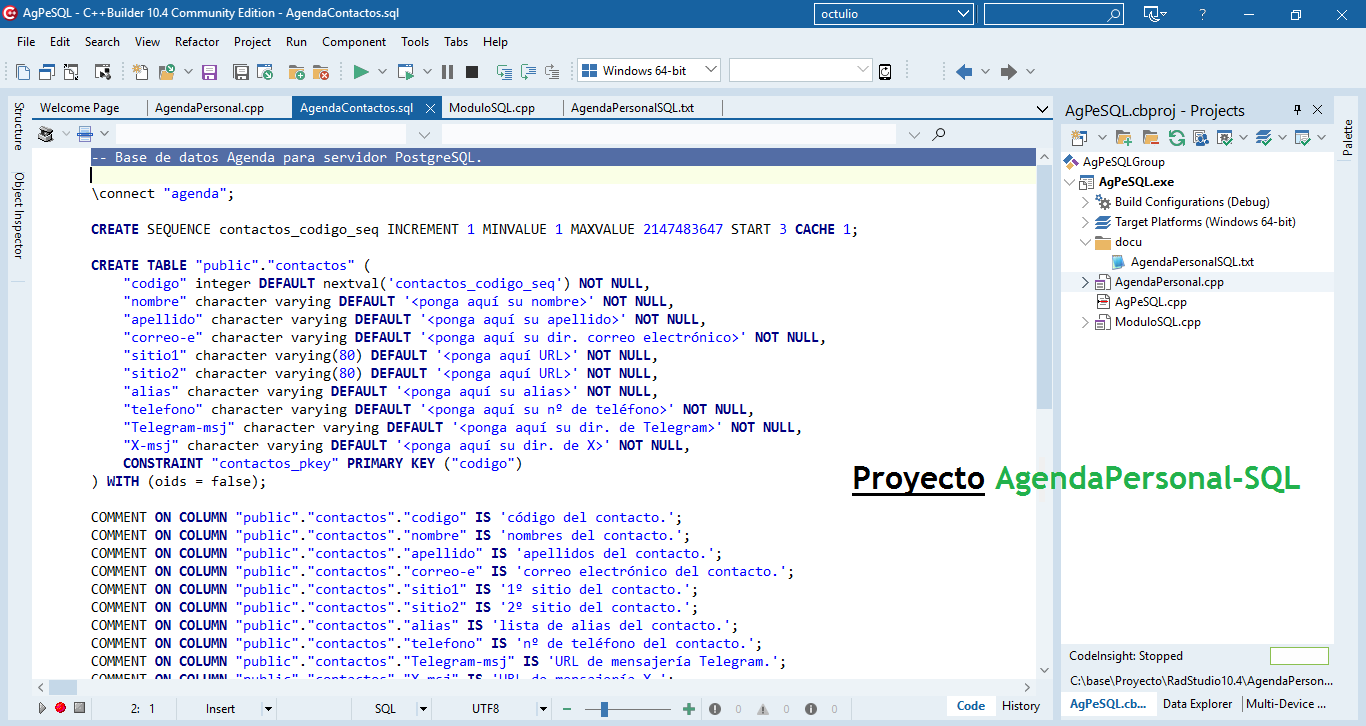 AgPeSQL - C++Builder 10.4 Community Edition - AgendaContactos.sql
octulio
?
File Edit Search View Refactor Project Run Component Tools Tabs Help
Windows 64-bit
Structure
Object Inspector
Welcome Page AgendaPersonal.cpp AgendaContactos.sql ModuloSQL.cpp AgendaPersonalSQL.txt
-- Base de datos Agenda para servidor PostgreSQL.
\connect "agenda";
CREATE SEQUENCE contactos_codigo_seq INCREMENT 1 MINVALUE 1 MAXVALUE 2147483647 START 3 CACHE 1;
CREATE TABLE "public"."contactos" (
"codigo" integer DEFAULT nextval('contactos_codigo_seq') NOT NULL,
"nombre" character varying DEFAULT '<ponga aquí su nombre>' NOT NULL,
"apellido" character varying DEFAULT '<ponga aquí su apellido>' NOT NULL,
"correo-e" character varying DEFAULT '<ponga aquí su dir. correo electrónico>' NOT NULL,
"sitio1" character varying(80) DEFAULT '<ponga aquí URL>' NOT NULL,
"sitio2" character varying(80) DEFAULT '<ponga aquí URL>' NOT NULL,
"alias" character varying DEFAULT '<ponga aquí su alias>' NOT NULL,
"telefono" character varying DEFAULT '<ponga aquí su nº de teléfono>' NOT NULL,
"Telegram-msj" character varying DEFAULT '<ponga aquí su dir. de Telegram>' NOT NULL,
"X-msj" character varying DEFAULT '<ponga aquí su dir. de X>' NOT NULL,
CONSTRAINT "contactos_pkey" PRIMARY KEY ("codigo")
) WITH (oids = false);
COMMENT ON COLUMN "public"."contactos"."codigo" IS 'código del contacto.';
COMMENT ON COLUMN "public"."contactos"."nombre" IS 'nombres del contacto.';
COMMENT ON COLUMN "public"."contactos"."apellido" IS 'apellidos del contacto.';
COMMENT ON COLUMN "public"."contactos"."correo-e" IS 'correo electrónico del contacto.';
COMMENT ON COLUMN "public"."contactos"."sitio1" IS '1º sitio del contacto.';
COMMENT ON COLUMN "public"."contactos"."sitio2" IS '2º sitio del contacto.';
COMMENT ON COLUMN "public"."contactos"."alias" IS 'lista de alias del contacto.';
COMMENT ON COLUMN "public"."contactos"."telefono" IS 'nº de teléfono del contacto.';
COMMENT ON COLUMN "public"."contactos"."Telegram-msj" IS 'URL de mensajería Telegram.';
COMMENT ON COLUMN "public"."contactos"."X-msj" IS 'URL de mensajería X.';
2: 1 Insert SQL UTF8 0 0 0 Code History
AgPeSQL.cbproj - Projects
Palette
AgPeSQLGroup
AgPeSQL.exe
Build Configurations (Debug)
Target Platforms (Windows 64-bit)
docu
AgendaPersonalSQL.txt
AgendaPersonal.cpp
AgPeSQL.cpp
ModuloSQL.cpp
Proyecto AgendaPersonal-SQL
CodeInsight: Stopped
C:\base\Proyecto\RadStudio10.4\AgendaPerson...
AgPeSQL.cb... Data Explorer Multi-Device ...